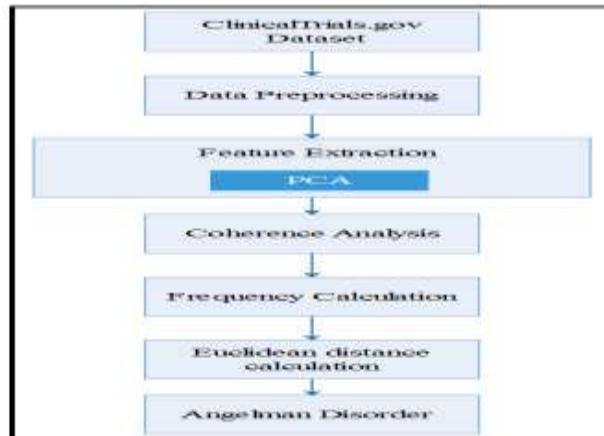 ClinicalTrials.gov
Dataset
Data Preprocessing
Feature Extraction
PCA
Coherence Analysis
Frequency Calculation
Euclidean distance
calculation
Angelman Disorder